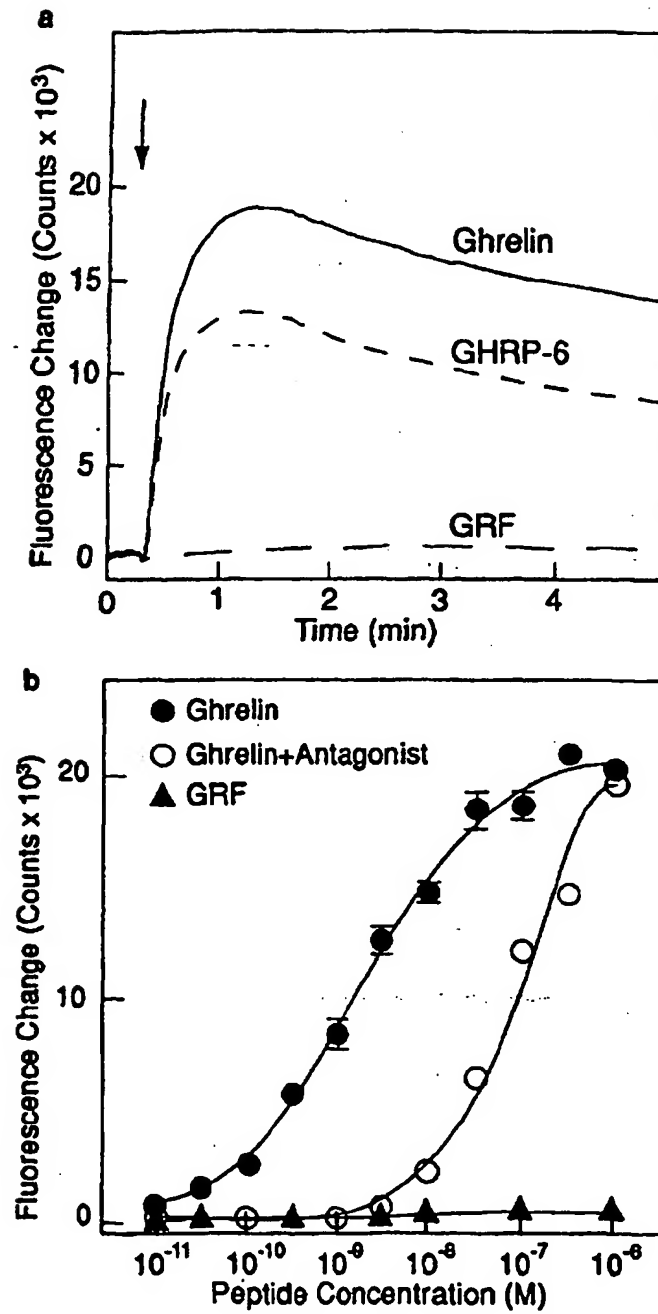 a
Fluorescence Change (Counts x 10³)
20
15
10
5
0
Ghrelin
GHRP-6
GRF
0 1 2 3 4
Time (min)
b
Ghrelin
Ghrelin+Antagonist
GRF
Fluorescence Change (Counts x 10³)
20
10
0
10⁻¹¹ 10⁻¹⁰ 10⁻⁹ 10⁻⁸ 10⁻⁷ 10⁻⁶
Peptide Concentration (M)